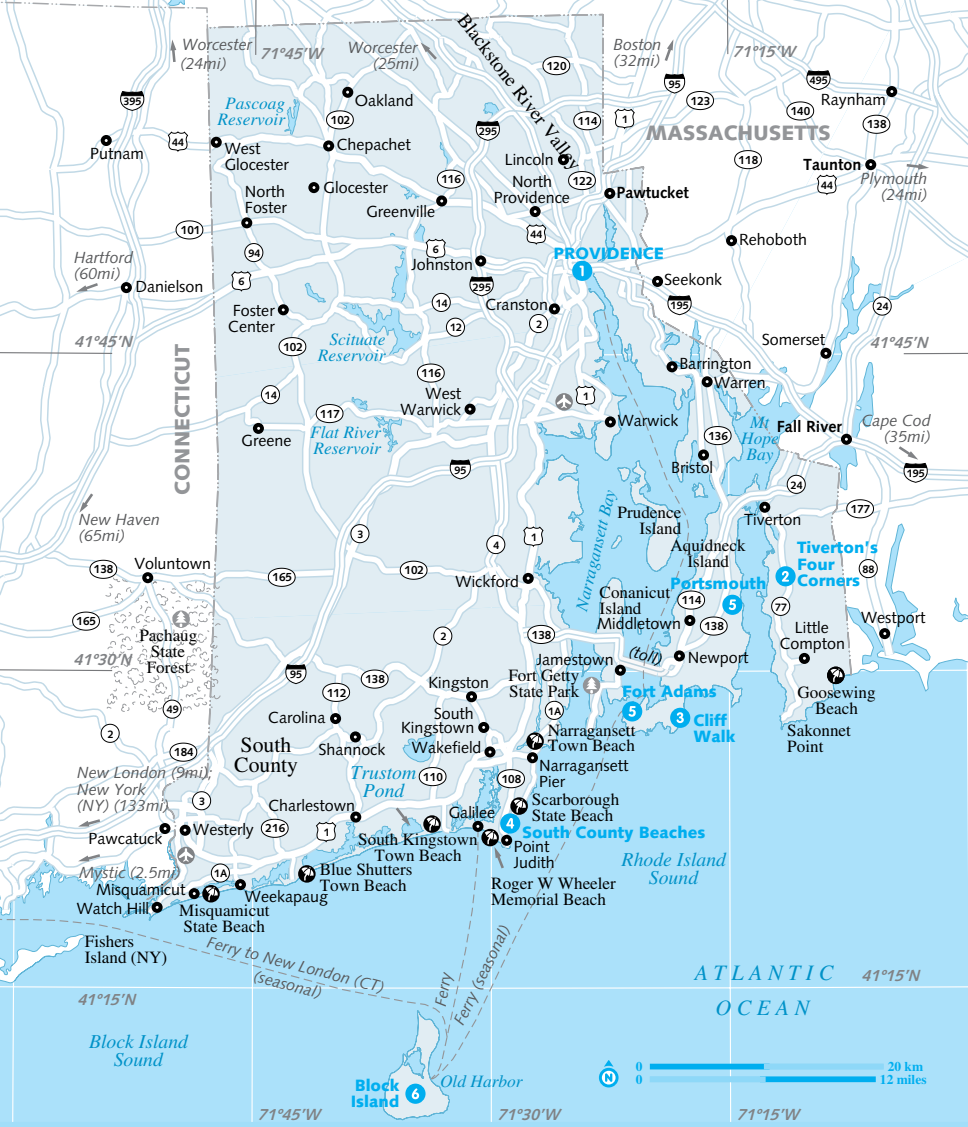 Worcester
(24mi)
71°45'W
Worcester
(25mi)
Blackstone River Valley
Boston
(32mi)
71°15'W
120
95
495
395
Pascoag
Reservoir
Oakland
102
123
140
Raynham
138
114
1
MASSACHUSETTS
295
Putnam
44
West
Glocester
Chepachet
Lincoln
118
Taunton
44
Plymouth
(24mi)
116
122
Glocester
North
Providence
Pawtucket
North
Foster
Greenville
101
44
94
6
6
PROVIDENCE
1
Rehoboth
Hartford
(60mi)
Johnston
295
Seekonk
195
Danielson
14
Cranston
2
24
Foster
Center
12
Scituate
Reservoir
41°45'N
102
Somerset
41°45'N
CONNECTICUT
116
Barrington
Warren
14
West
Warwick
1
117
Flat River
Reservoir
Greene
Warwick
Mt
Hope
Bay
Fall River
Cape Cod
(35mi)
136
Bristol
95
195
24
New Haven
(65mi)
Narragansett Bay
Prudence
Island
Tiverton
177
3
4
1
Aquidneck
Island
Tiverton's
Four
Corners
2
Voluntown
138
165
102
Wickford
Portsmouth
5
88
Conanicut
Island
114
77
165
Pachaug
State
Forest
2
138
Middletown
138
Little
Compton
Westport
41°30'N
(toll)
Jamestown
Newport
95
138
Fort Getty
State Park
Goosewing
Beach
112
Kingston
1A
Fort Adams
5
3
Cliff
Walk
Sakonnet
Point
49
Carolina
South
Kingstown
2
South
County
Shannock
Wakefield
Narragansett
Town Beach
184
Narragansett
Pier
New London (9mi);
New York
(NY) (133mi)
Trustom
Pond
110
108
3
Charlestown
Scarborough
State Beach
Galilee
4
South County Beaches
Pawcatuck
Westerly
216
1
South Kingstown
Town Beach
Point
Judith
Rhode Island
Sound
Mystic (2.5mi)
1A
Blue Shutters
Town Beach
Roger W Wheeler
Memorial Beach
Misquamicut
Weekapaug
Watch Hill
Misquamicut
State Beach
Fishers
Island (NY)
Ferry to New London (CT)
(seasonal)
Ferry
Ferry (seasonal)
ATLANTIC
OCEAN
41°15'N
41°15'N
Block Island
Sound
N
0 20 km
0 12 miles
Block
Island
6
Old Harbor
71°45'W
71°30'W
71°15'W